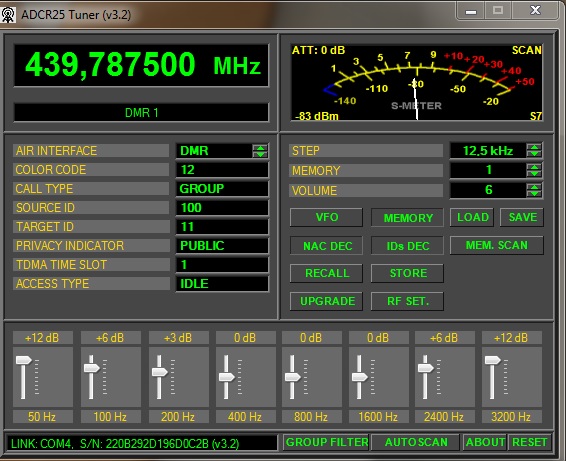 ADCR25 Tuner (v3.2)
439,787500 MHz
DMR 1
ATT: 0 dB
SCAN
1 3 5 7 9 +10 +20 +30 +40 +50
-140 -110 -80 -50 -20
S-METER
-83 dBm
S7
AIR INTERFACE DMR
COLOR CODE 12
CALL TYPE GROUP
SOURCE ID 100
TARGET ID 11
PRIVACY INDICATOR PUBLIC
TDMA TIME SLOT 1
ACCESS TYPE IDLE
STEP 12,5 kHz
MEMORY 1
VOLUME 6
VFO MEMORY LOAD SAVE
NAC DEC IDs DEC MEM. SCAN
RECALL STORE
UPGRADE RF SET.
+12 dB +6 dB +3 dB 0 dB 0 dB 0 dB +6 dB +12 dB
50 Hz 100 Hz 200 Hz 400 Hz 800 Hz 1600 Hz 2400 Hz 3200 Hz
LINK: COM4, S/N: 220B292D196D0C2B (v3.2) GROUP FILTER AUTOSCAN ABOUT RESET